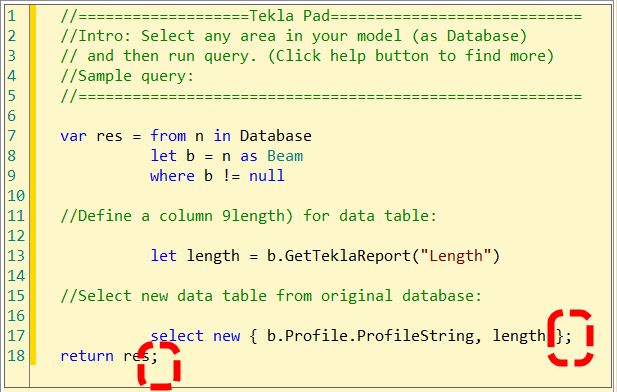 1 //===================Tekla Pad============================
2 //Intro: Select any area in your model (as Database)
3 // and then run query. (Click help button to find more)
4 //Sample query:
5 //========================================================
6
7 var res = from n in Database
8 let b = n as Beam
9 where b != null
10
11 //Define a column 9length) for data table:
12
13 let length = b.GetTeklaReport("Length")
14
15 //Select new data table from original database:
16
17 select new { b.Profile.ProfileString, length };
18 return res;